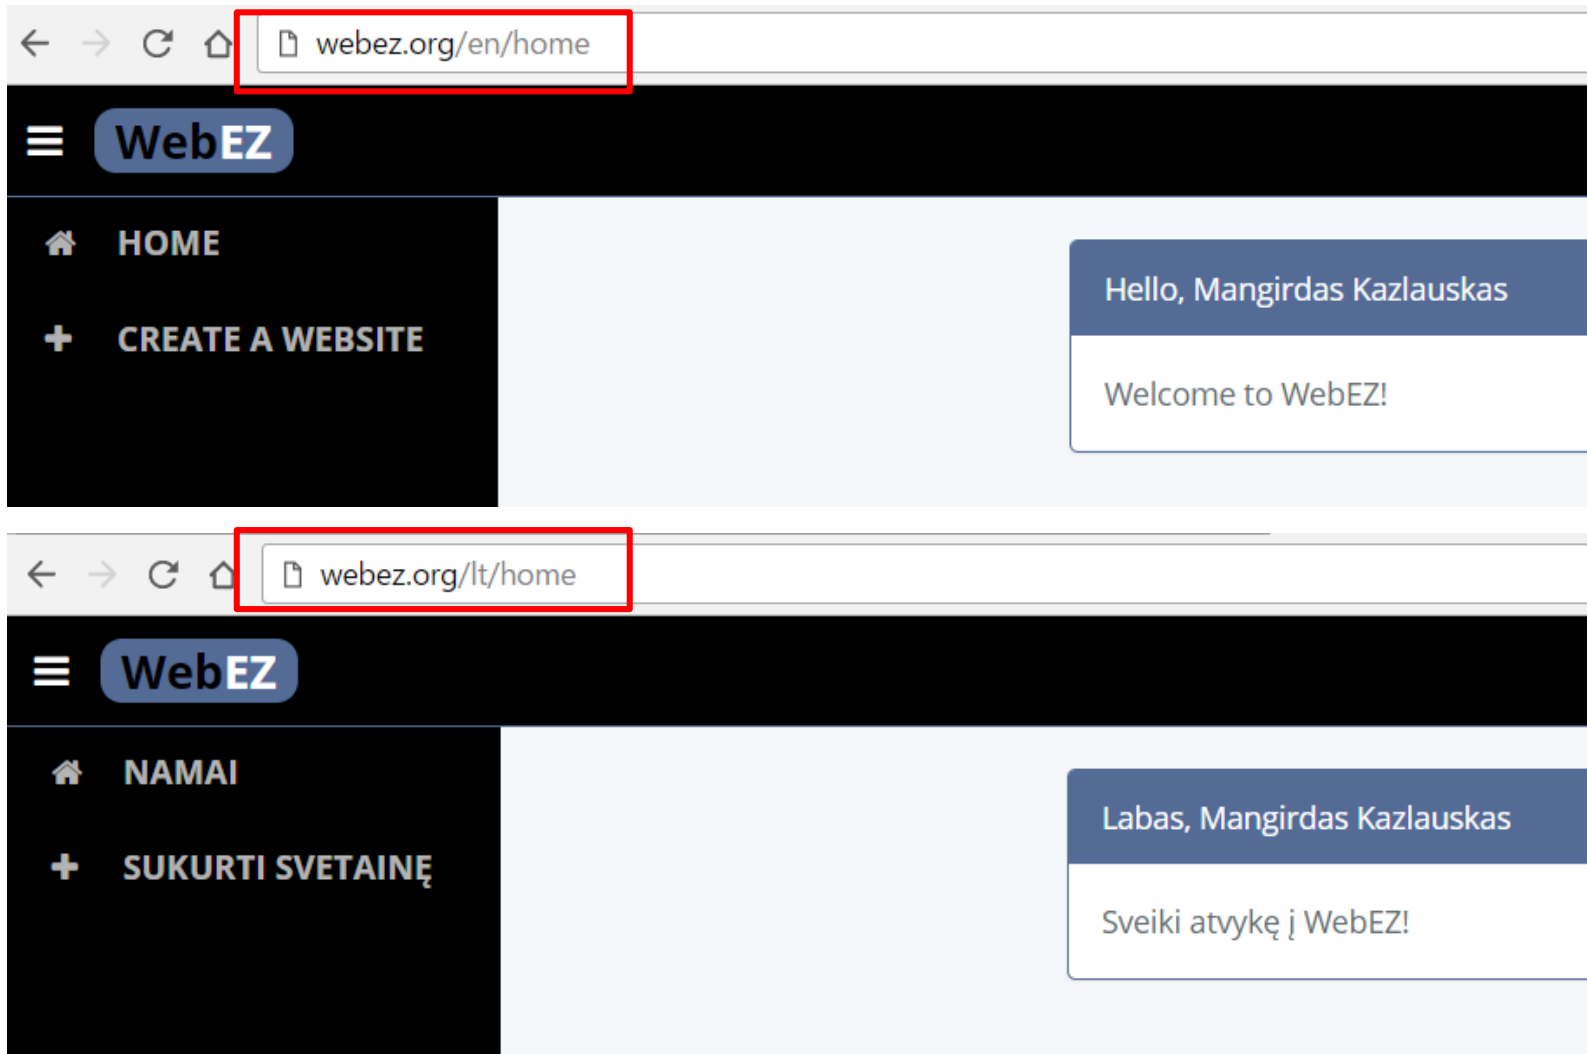 webez.org/en/home
WebEZ
HOME
CREATE A WEBSITE
Hello, Mangirdas Kazlauskas
Welcome to WebEZ!
webez.org/lt/home
WebEZ
NAMAI
SUKURTI SVETAINĘ
Labas, Mangirdas Kazlauskas
Sveiki atvykę į WebEZ!